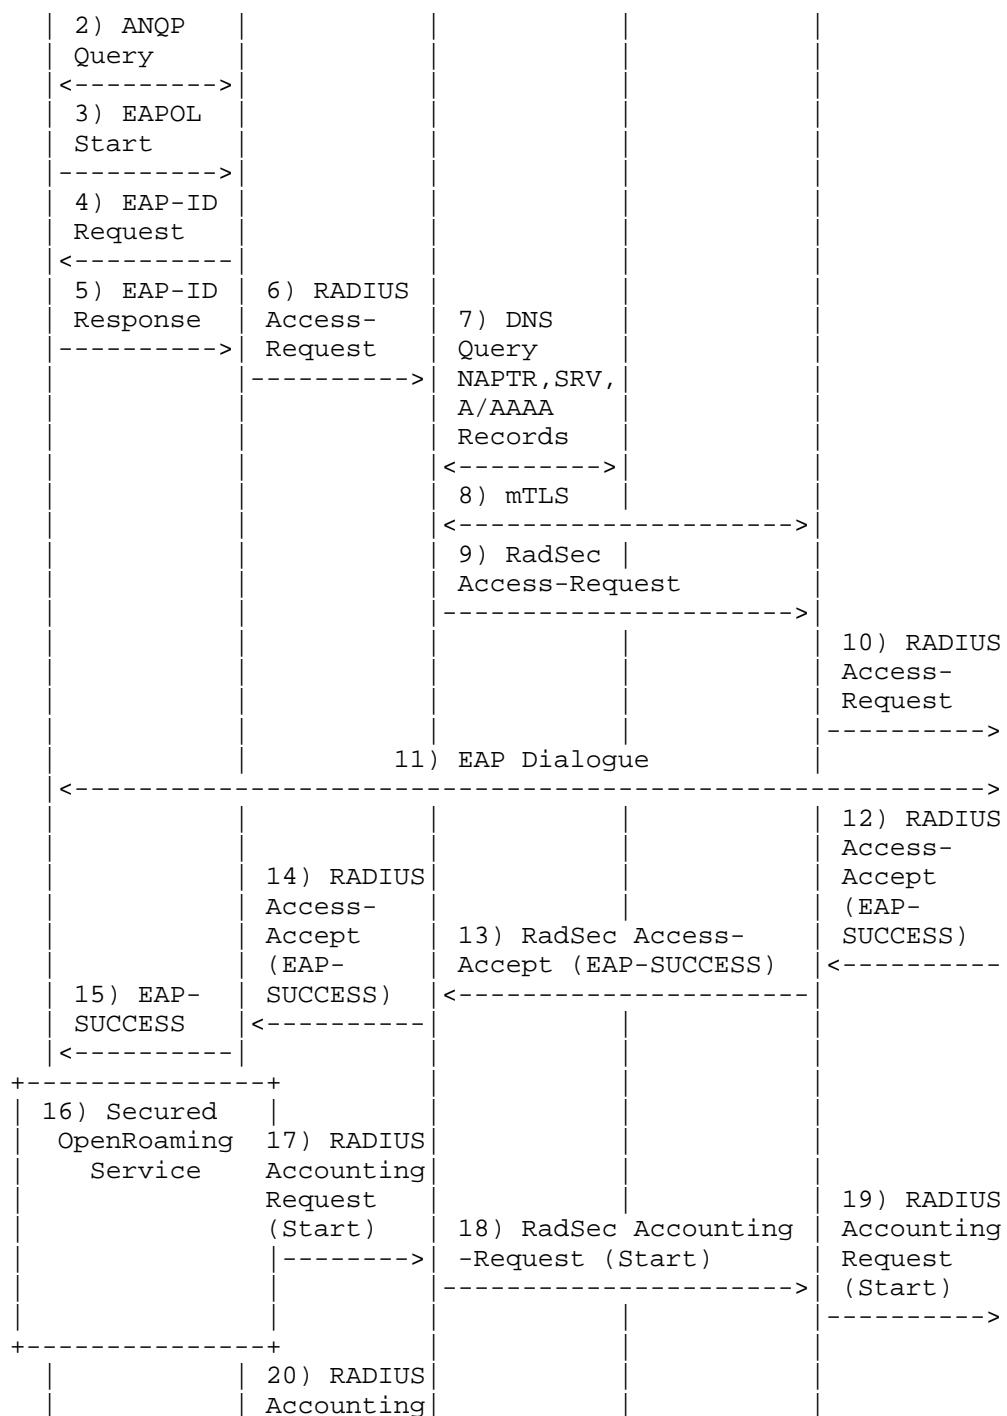 2) ANQP
Query
<--------->
3) EAPOL
Start
---------->
4) EAP-ID
Request
<----------
5) EAP-ID
Response
---------->
6) RADIUS
Access-
Request
---------->
7) DNS
Query
NAPTR,SRV,
A/AAAA
Records
<--------->
8) mTLS
<--------------------->
9) RadSec
Access-Request
---------------------->
10) RADIUS
Access-
Request
---------->
11) EAP Dialogue
<--------------------------------------------------------->
12) RADIUS
Access-
Accept
(EAP-
SUCCESS)
<----------
13) RadSec Access-
Accept (EAP-SUCCESS)
<----------------------
14) RADIUS
Access-
Accept
(EAP-
SUCCESS)
<----------
15) EAP-
SUCCESS
<----------
+---------------+
16) Secured
OpenRoaming
Service
17) RADIUS
Accounting
Request
(Start)
-------->
18) RadSec Accounting
-Request (Start)
---------------------->
19) RADIUS
Accounting
Request
(Start)
---------->
+---------------+
20) RADIUS
Accounting